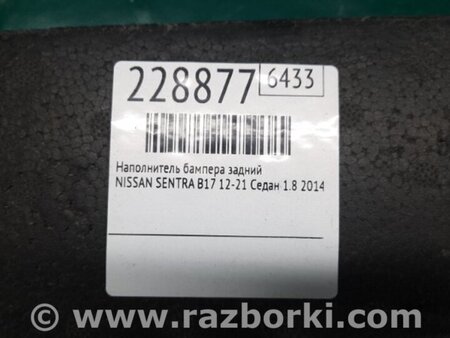 228877 6433
Наполнитель бампера задний
NISSAN SENTRA B17 12-21 Седан 1.8 2014
© www.razborki.com